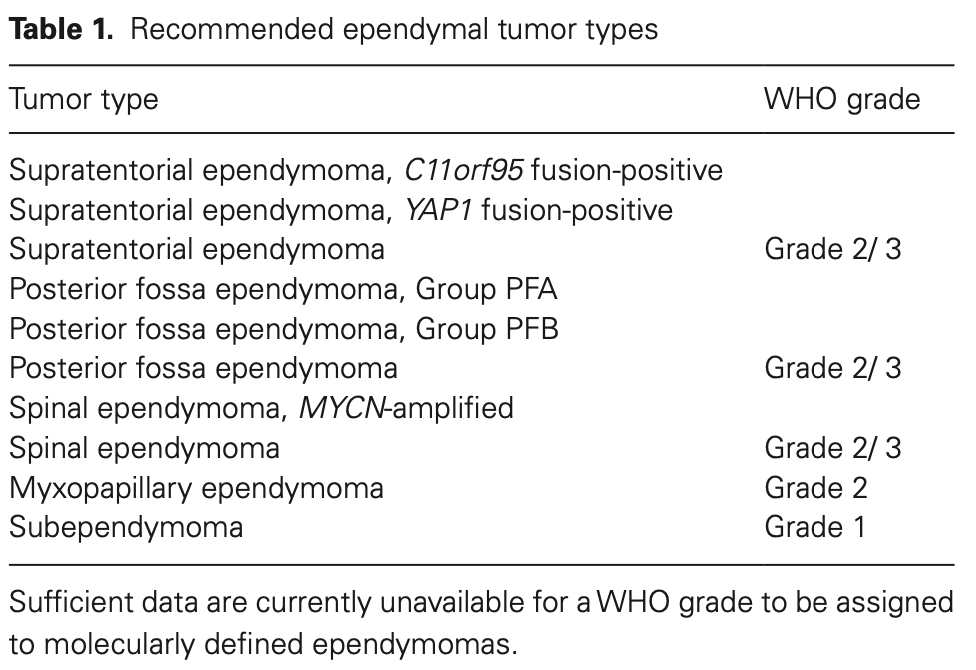 Table 1. Recommended ependymal tumor types
Tumor type WHO grade
Supratentorial ependymoma, C11orf95 fusion-positive
Supratentorial ependymoma, YAP1 fusion-positive
Supratentorial ependymoma Grade 2/ 3
Posterior fossa ependymoma, Group PFA
Posterior fossa ependymoma, Group PFB
Posterior fossa ependymoma Grade 2/ 3
Spinal ependymoma, MYCN-amplified
Spinal ependymoma Grade 2/ 3
Myxopapillary ependymoma Grade 2
Subependymoma Grade 1
Sufficient data are currently unavailable for a WHO grade to be assigned
to molecularly defined ependymomas.